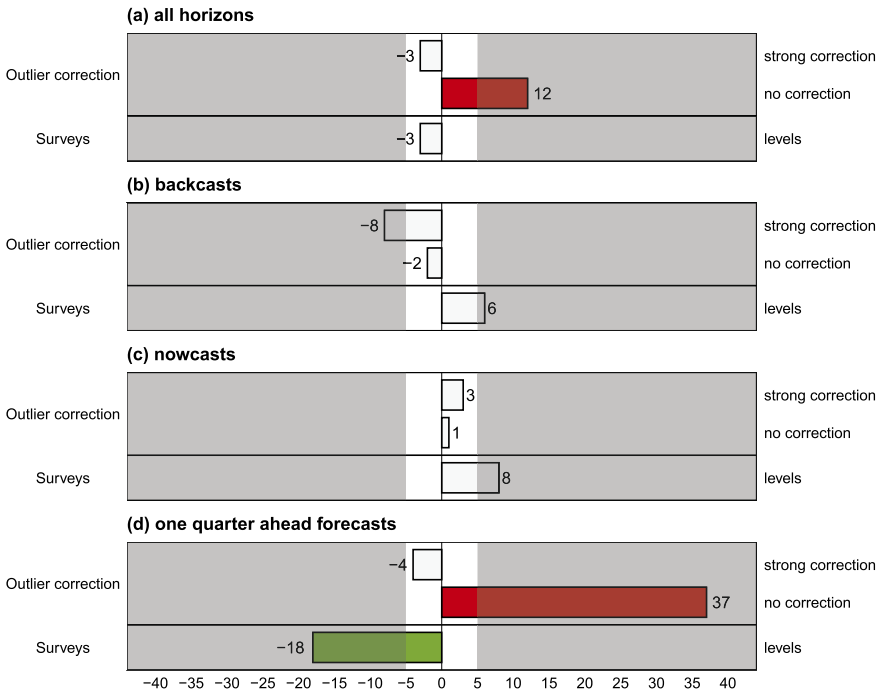 (a) all horizons
−3
strong correction
Outlier correction
12
no correction
Surveys
−3
levels
(b) backcasts
−8
strong correction
Outlier correction
−2
no correction
Surveys
6
levels
(c) nowcasts
3
strong correction
Outlier correction
1
no correction
Surveys
8
levels
(d) one quarter ahead forecasts
−4
strong correction
Outlier correction
37
no correction
Surveys
−18
levels
−40 −35 −30 −25 −20 −15 −10 −5 0 5 10 15 20 25 30 35 40